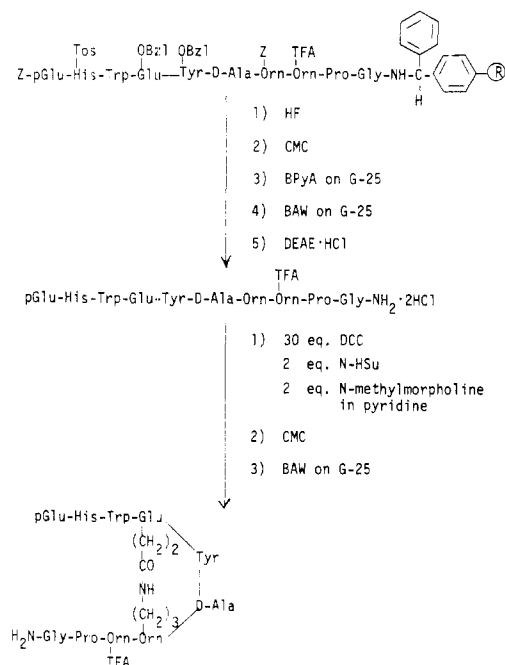 Tos OBzl OBzl Z TFA
Z-pGlu-His-Trp-Glu—Tyr-D-Ala-Orn-Orn-Pro-Gly-NH-C-
H
R
1) HF
2) CMC
3) BPyA on G-25
4) BAW on G-25
5) DEAE·HCl
TFA
pGlu-His-Trp-Glu-Tyr-D-Ala-Orn-Orn-Pro-Gly-NH₂·2HCl
1) 30 eq. DCC
2 eq. N-HSu
2 eq. N-methylmorpholine
in pyridine
2) CMC
3) BAW on G-25
pGlu-His-Trp-Glu
(CH₂)₂
Tyr
CO
NH
D-Ala
(CH₂)₃
H₂N-Gly-Pro-Orn-Orn
TFA